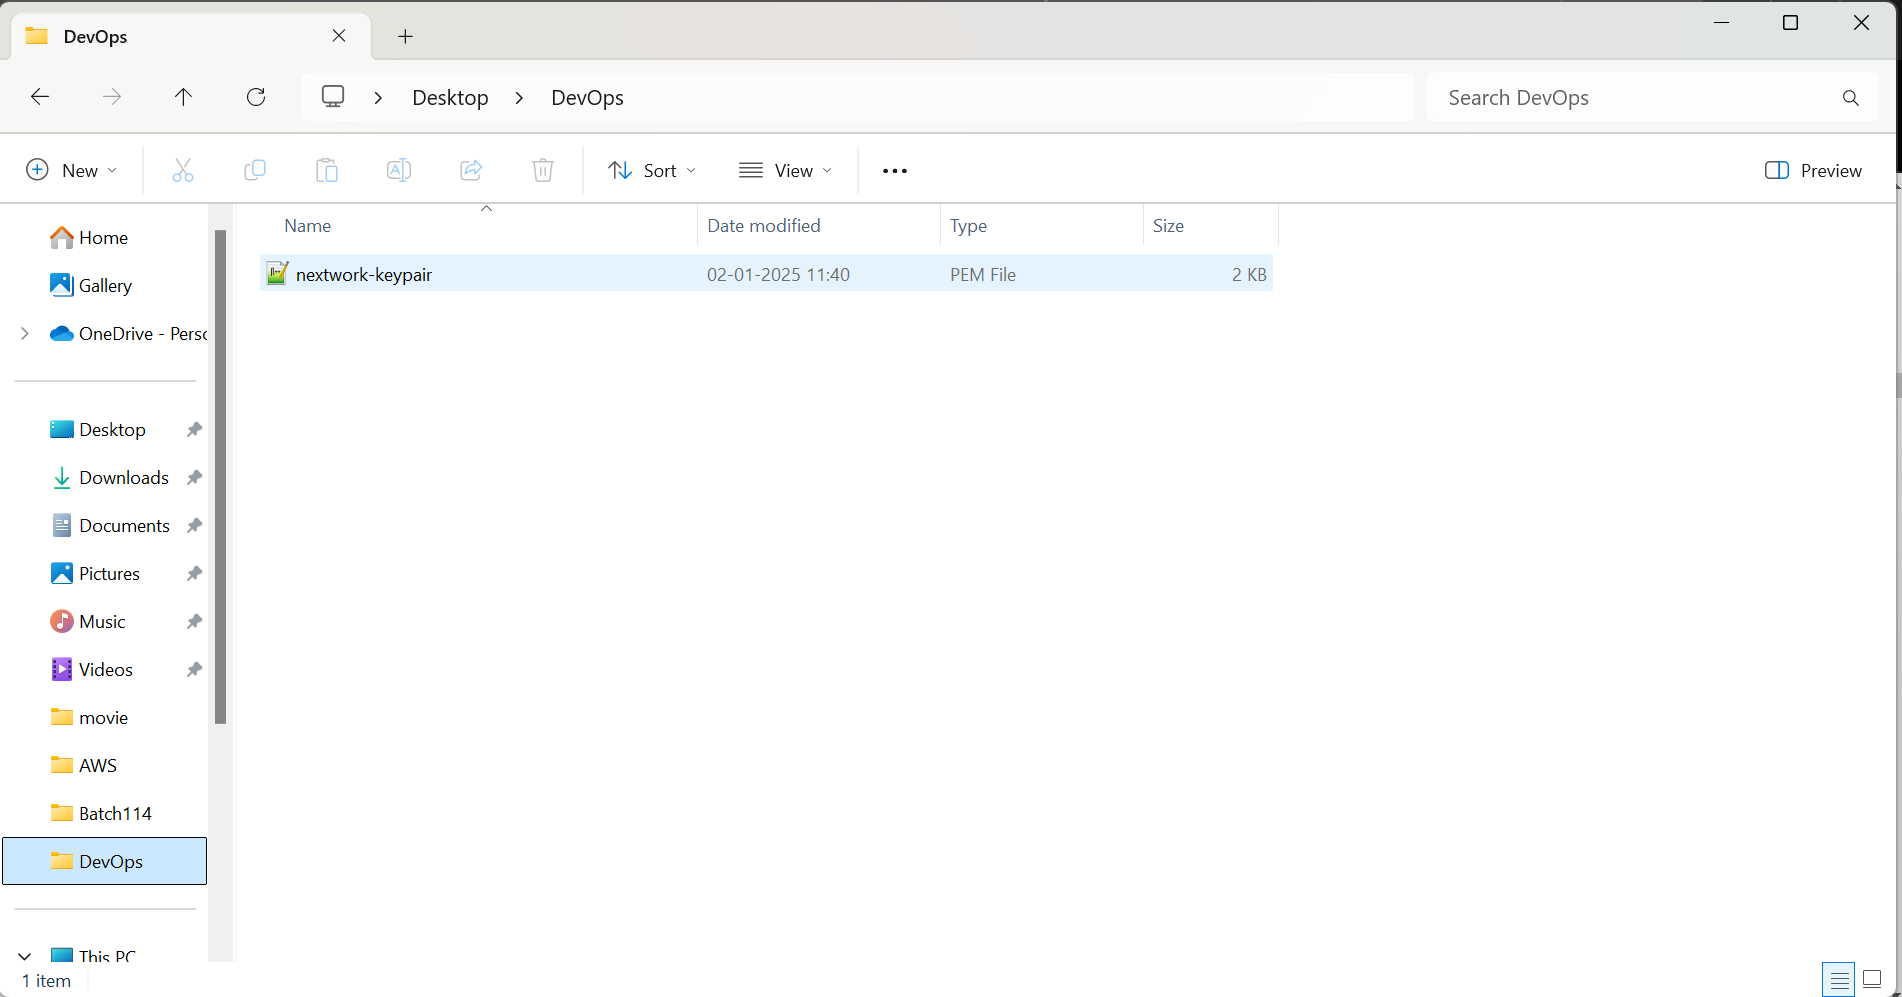 DevOps
Desktop > DevOps
Search DevOps
New
Sort
View
Preview
Name Date modified Type Size
nextwork-keypair 02-01-2025 11:40 PEM File 2 KB
Home
Gallery
OneDrive - Perso
Desktop
Downloads
Documents
Pictures
Music
Videos
movie
AWS
Batch114
DevOps
This PC
1 item